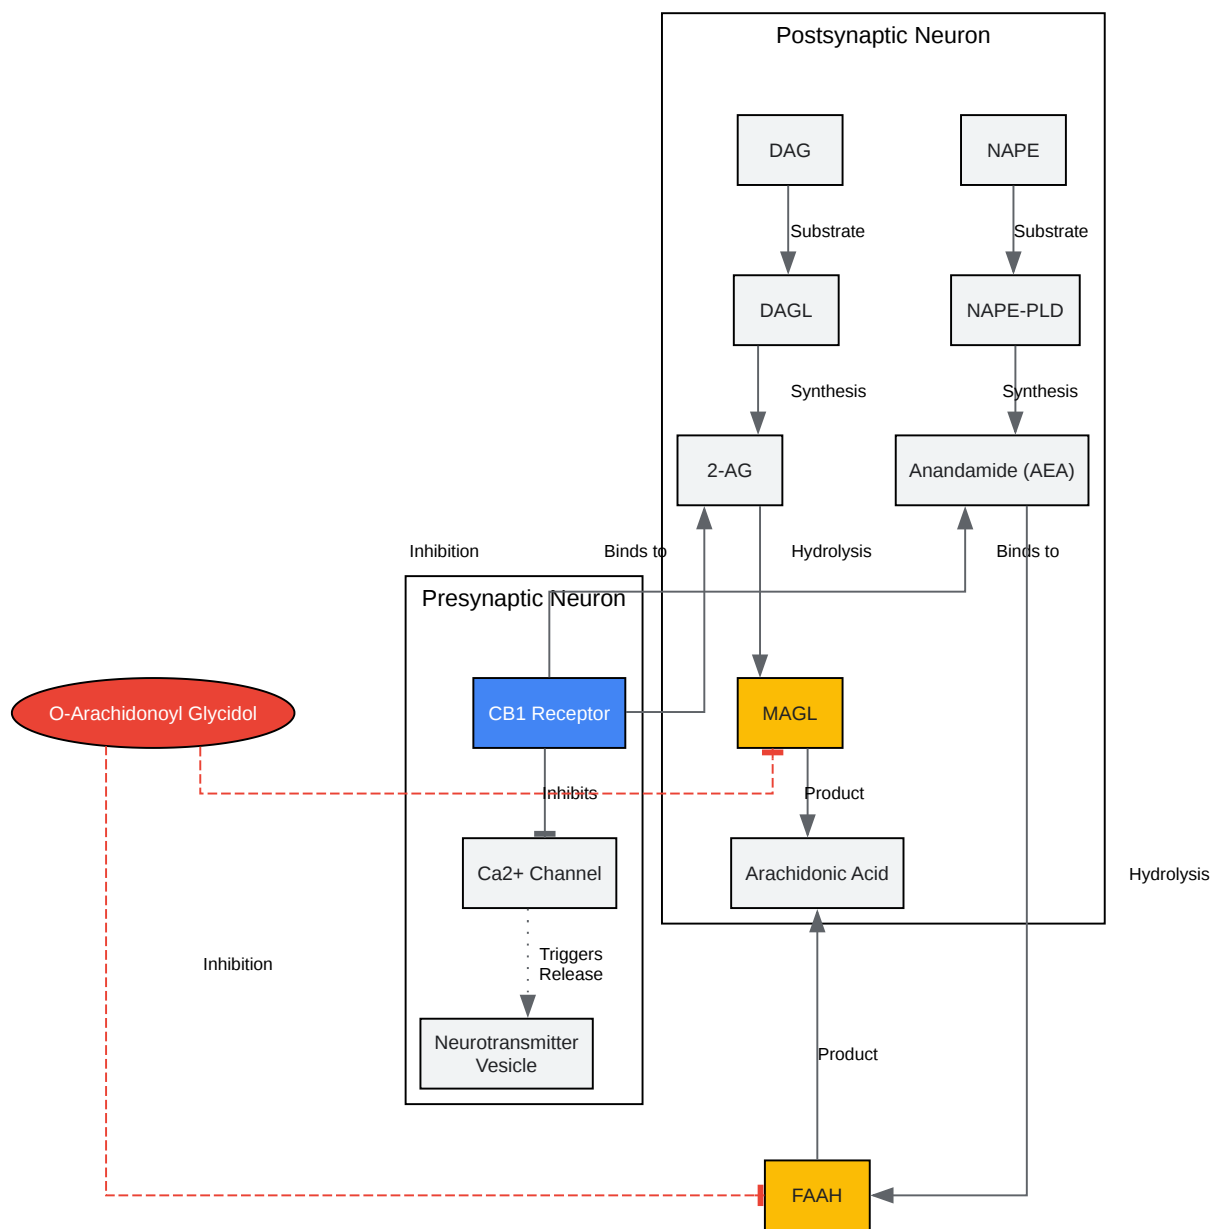 Postsynaptic Neuron
DAG
NAPE
Substrate
Substrate
DAGL
NAPE-PLD
Synthesis
Synthesis
2-AG
Anandamide (AEA)
Inhibition
Binds to
Hydrolysis
Binds to
Presynaptic Neuron
O-Arachidonoyl Glycidol
CB1 Receptor
MAGL
Inhibits
Product
Ca2+ Channel
Arachidonic Acid
Hydrolysis
Triggers
Release
Inhibition
Neurotransmitter
Vesicle
Product
FAAH